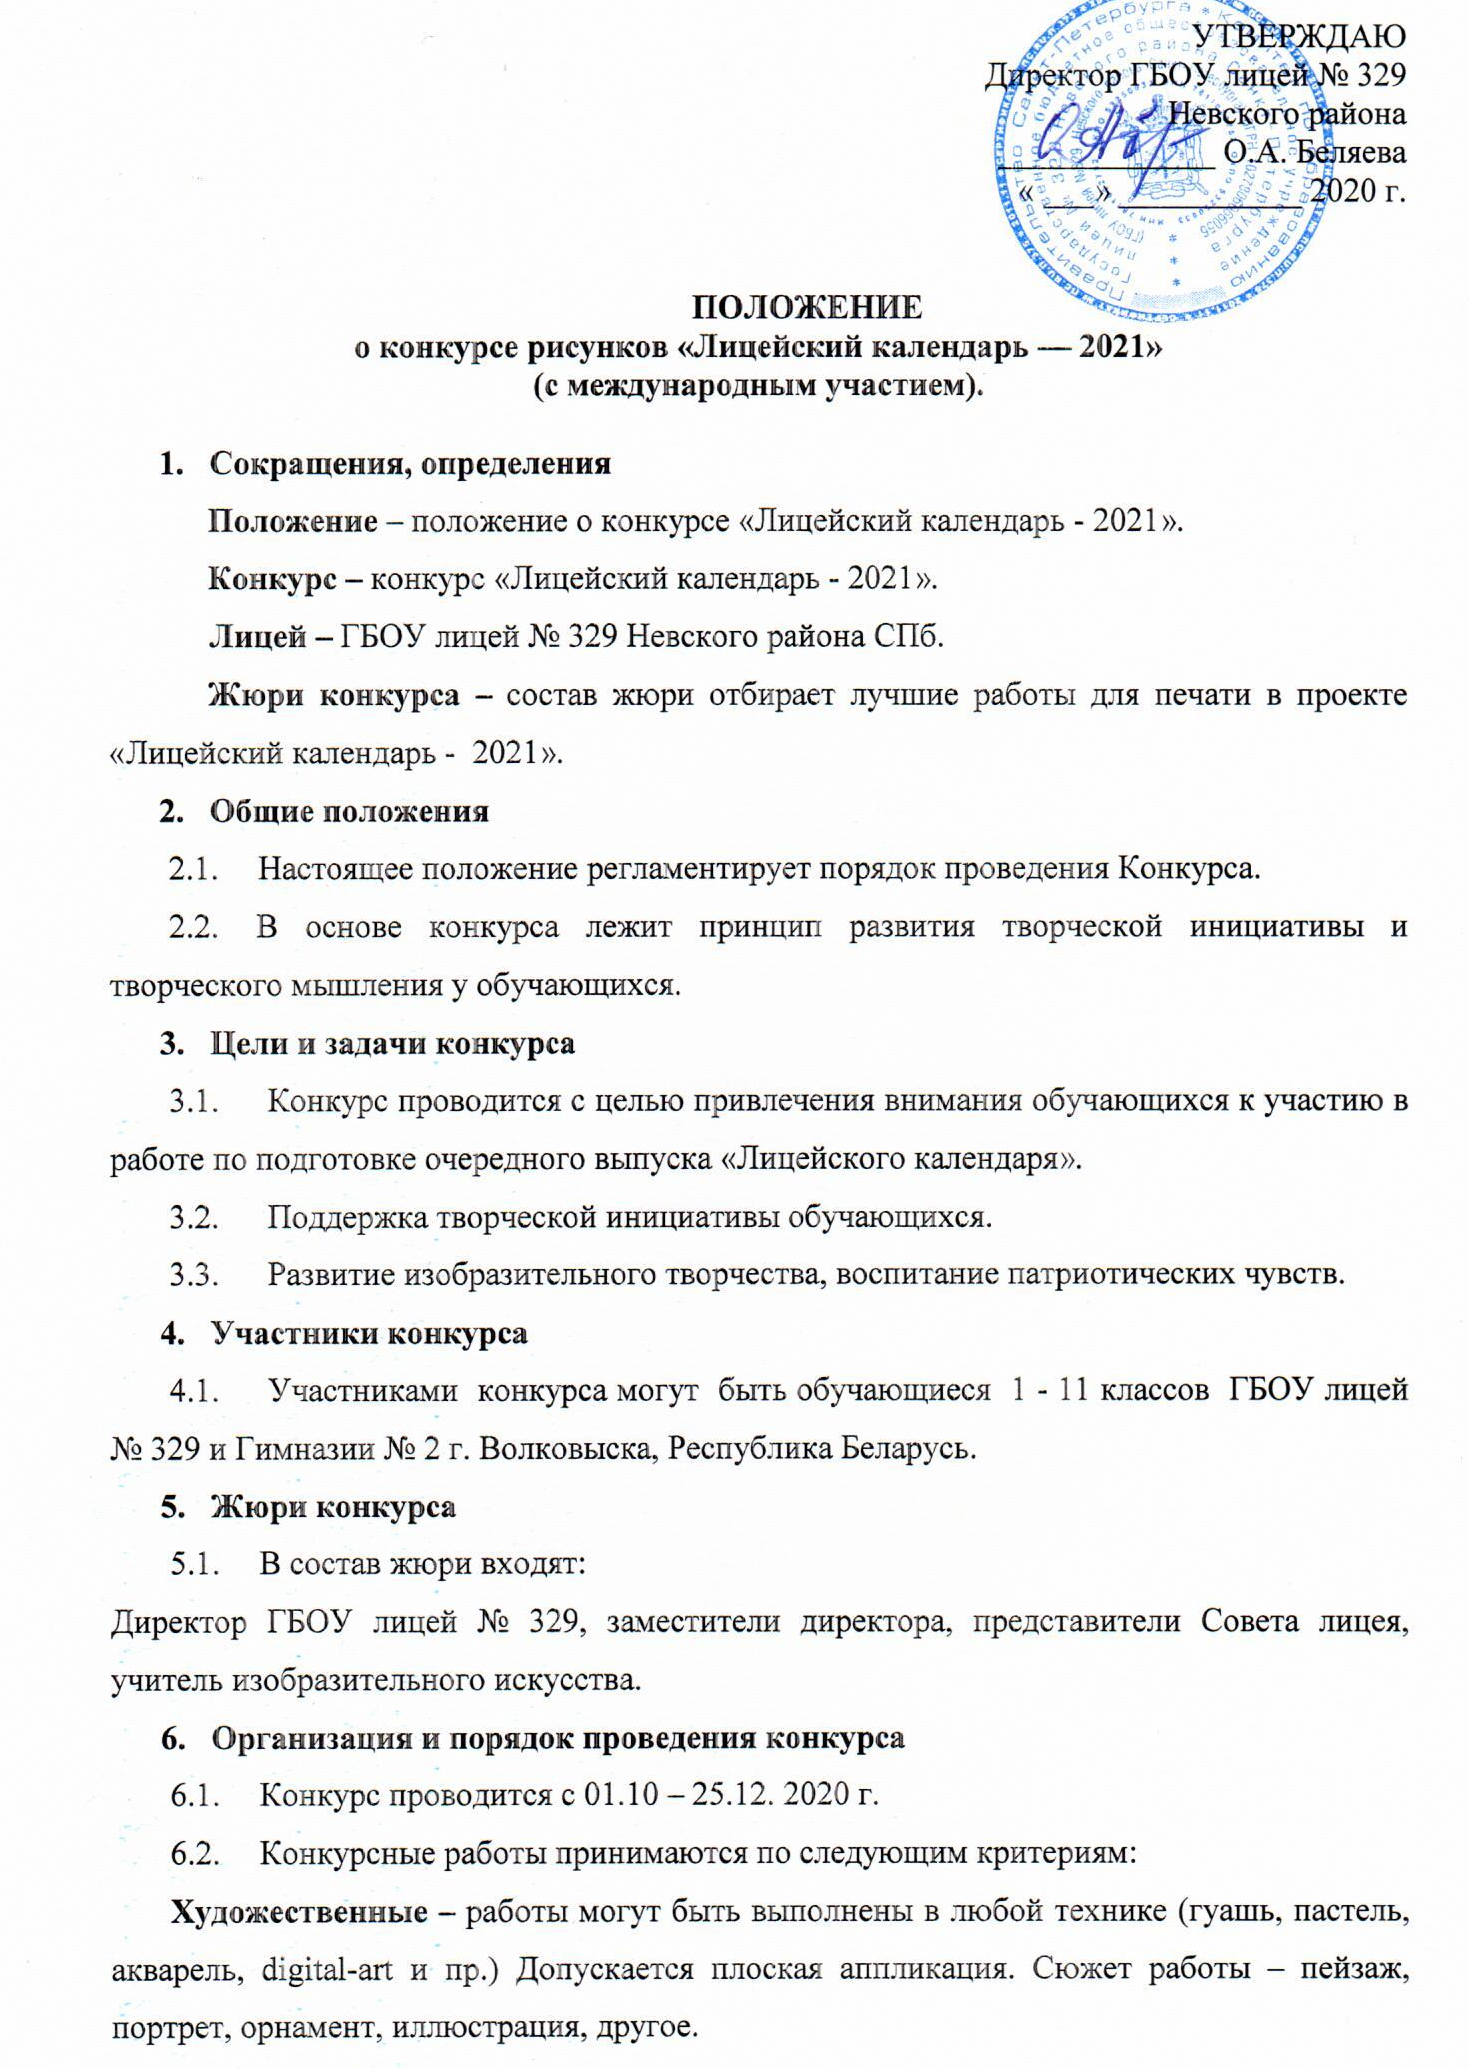 УТВЕРЖДАЮ
Директор ГБОУ лицей № 329
Невского района
____________ О.А. Беляева
« ___» ___________ 2020 г.
ПОЛОЖЕНИЕ
о конкурсе рисунков «Лицейский календарь — 2021»
(с международным участием).
1. Сокращения, определения
Положение – положение о конкурсе «Лицейский календарь - 2021».
Конкурс – конкурс «Лицейский календарь - 2021».
Лицей – ГБОУ лицей № 329 Невского района СПб.
Жюри конкурса – состав жюри отбирает лучшие работы для печати в проекте
«Лицейский календарь - 2021».
2. Общие положения
2.1. Настоящее положение регламентирует порядок проведения Конкурса.
2.2. В основе конкурса лежит принцип развития творческой инициативы и
творческого мышления у обучающихся.
3. Цели и задачи конкурса
3.1. Конкурс проводится с целью привлечения внимания обучающихся к участию в
работе по подготовке очередного выпуска «Лицейского календаря».
3.2. Поддержка творческой инициативы обучающихся.
3.3. Развитие изобразительного творчества, воспитание патриотических чувств.
4. Участники конкурса
4.1. Участниками конкурса могут быть обучающиеся 1 - 11 классов ГБОУ лицей
№ 329 и Гимназии № 2 г. Волковыска, Республика Беларусь.
5. Жюри конкурса
5.1. В состав жюри входят:
Директор ГБОУ лицей № 329, заместители директора, представители Совета лицея,
учитель изобразительного искусства.
6. Организация и порядок проведения конкурса
6.1. Конкурс проводится с 01.10 – 25.12. 2020 г.
6.2. Конкурсные работы принимаются по следующим критериям:
Художественные – работы могут быть выполнены в любой технике (гуашь, пастель,
акварель, digital-art и пр.) Допускается плоская аппликация. Сюжет работы – пейзаж,
портрет, орнамент, иллюстрация, другое.